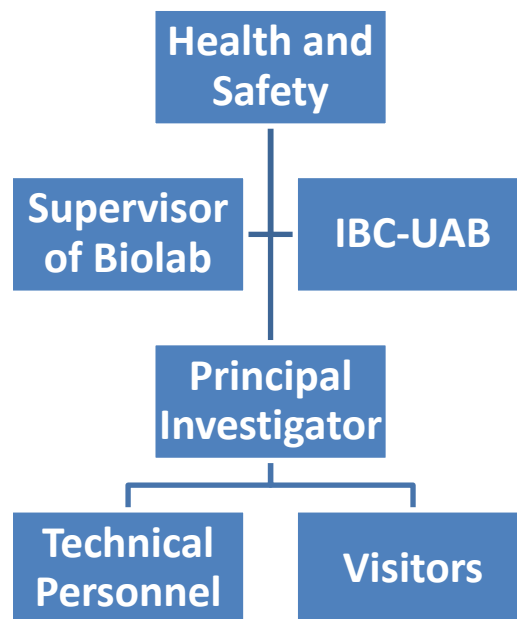 Health and
Safety
Supervisor
of Biolab
IBC-UAB
Principal
Investigator
Technical
Personnel
Visitors